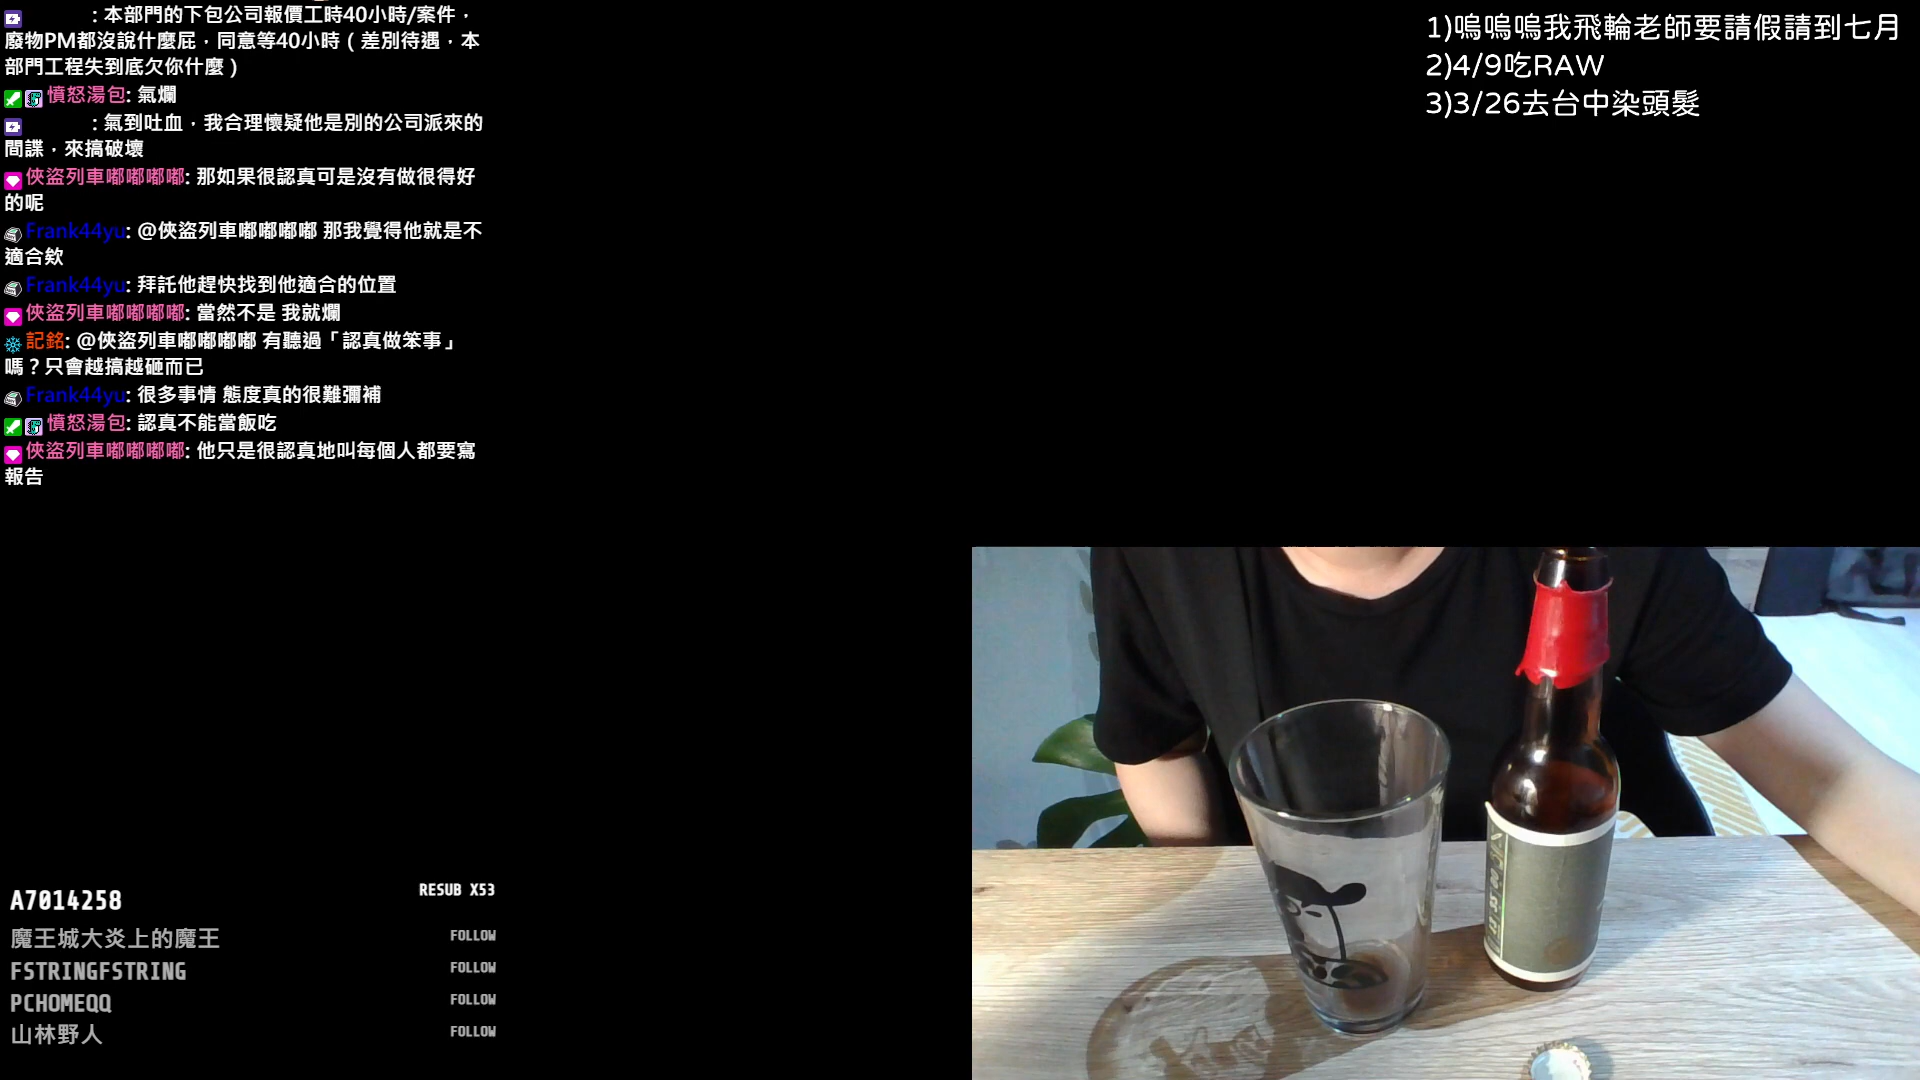 : 本部門的下包公司報價工時40小時/案件，
廢物PM都沒說什麼屁，同意等40小時 ( 差別待遇，本
部門工程失到底欠你什麼 )
憤怒湯包: 氣爛
: 氣到吐血，我合理懷疑他是別的公司派來的
間諜，來搞破壞
俠盜列車嘟嘟嘟嘟: 那如果很認真可是沒有做很得好
的呢
Frank44yu: @俠盜列車嘟嘟嘟嘟 那我覺得他就是不
適合欸
Frank44yu: 拜託他趕快找到他適合的位置
俠盜列車嘟嘟嘟嘟: 當然不是 我就爛
記銘: @俠盜列車嘟嘟嘟嘟 有聽過「認真做笨事」
嗎？只會越搞越砸而已
Frank44yu: 很多事情 態度真的很難彌補
憤怒湯包: 認真不能當飯吃
俠盜列車嘟嘟嘟嘟: 他只是很認真地叫每個人都要寫
報告
1)嗚嗚嗚我飛輪老師要請假請到七月
2)4/9吃RAW
3)3/26去台中染頭髮
A7014258 RESUB X53
魔王城大炎上的魔王 FOLLOW
FSTRINGFSTRING FOLLOW
PCHOMEQQ FOLLOW
山林野人 FOLLOW